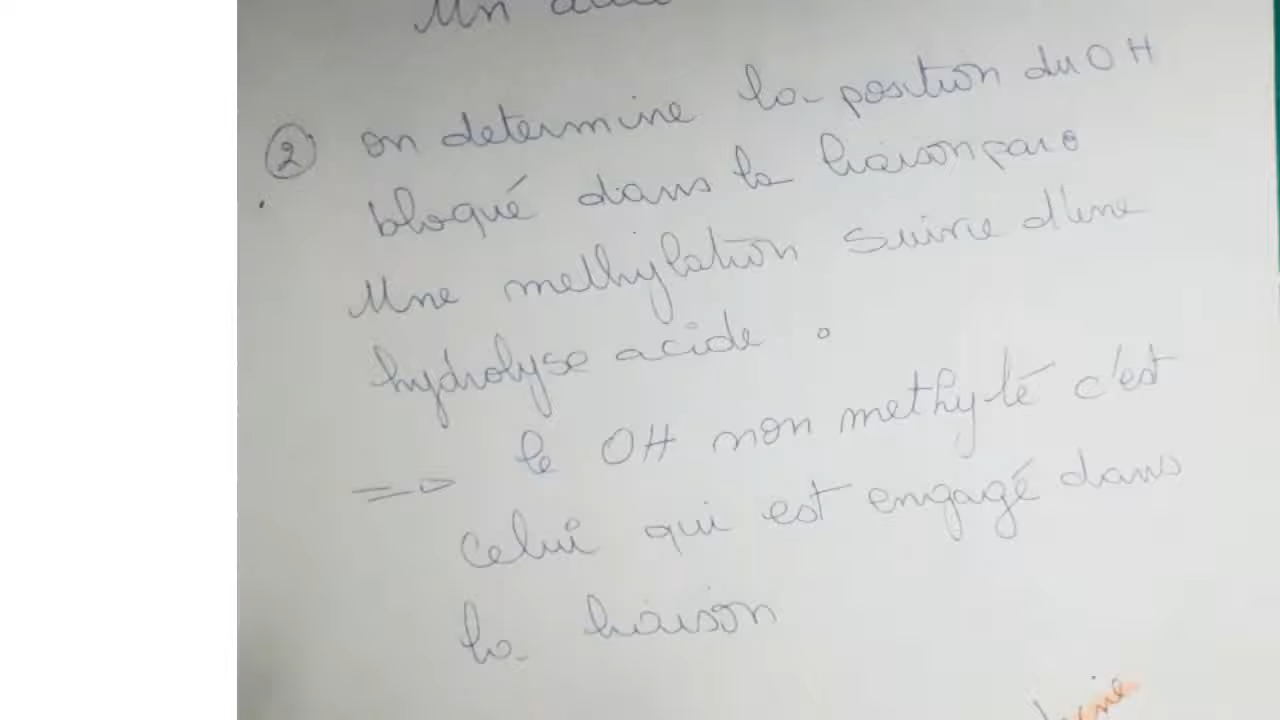 Un
② on determine la position du OH
bloqué dans la liaison par
Une methylation suivie d'une
hydrolyse acide.
=> le OH non methylé c'est
celui qui est engagé dans
la liaison